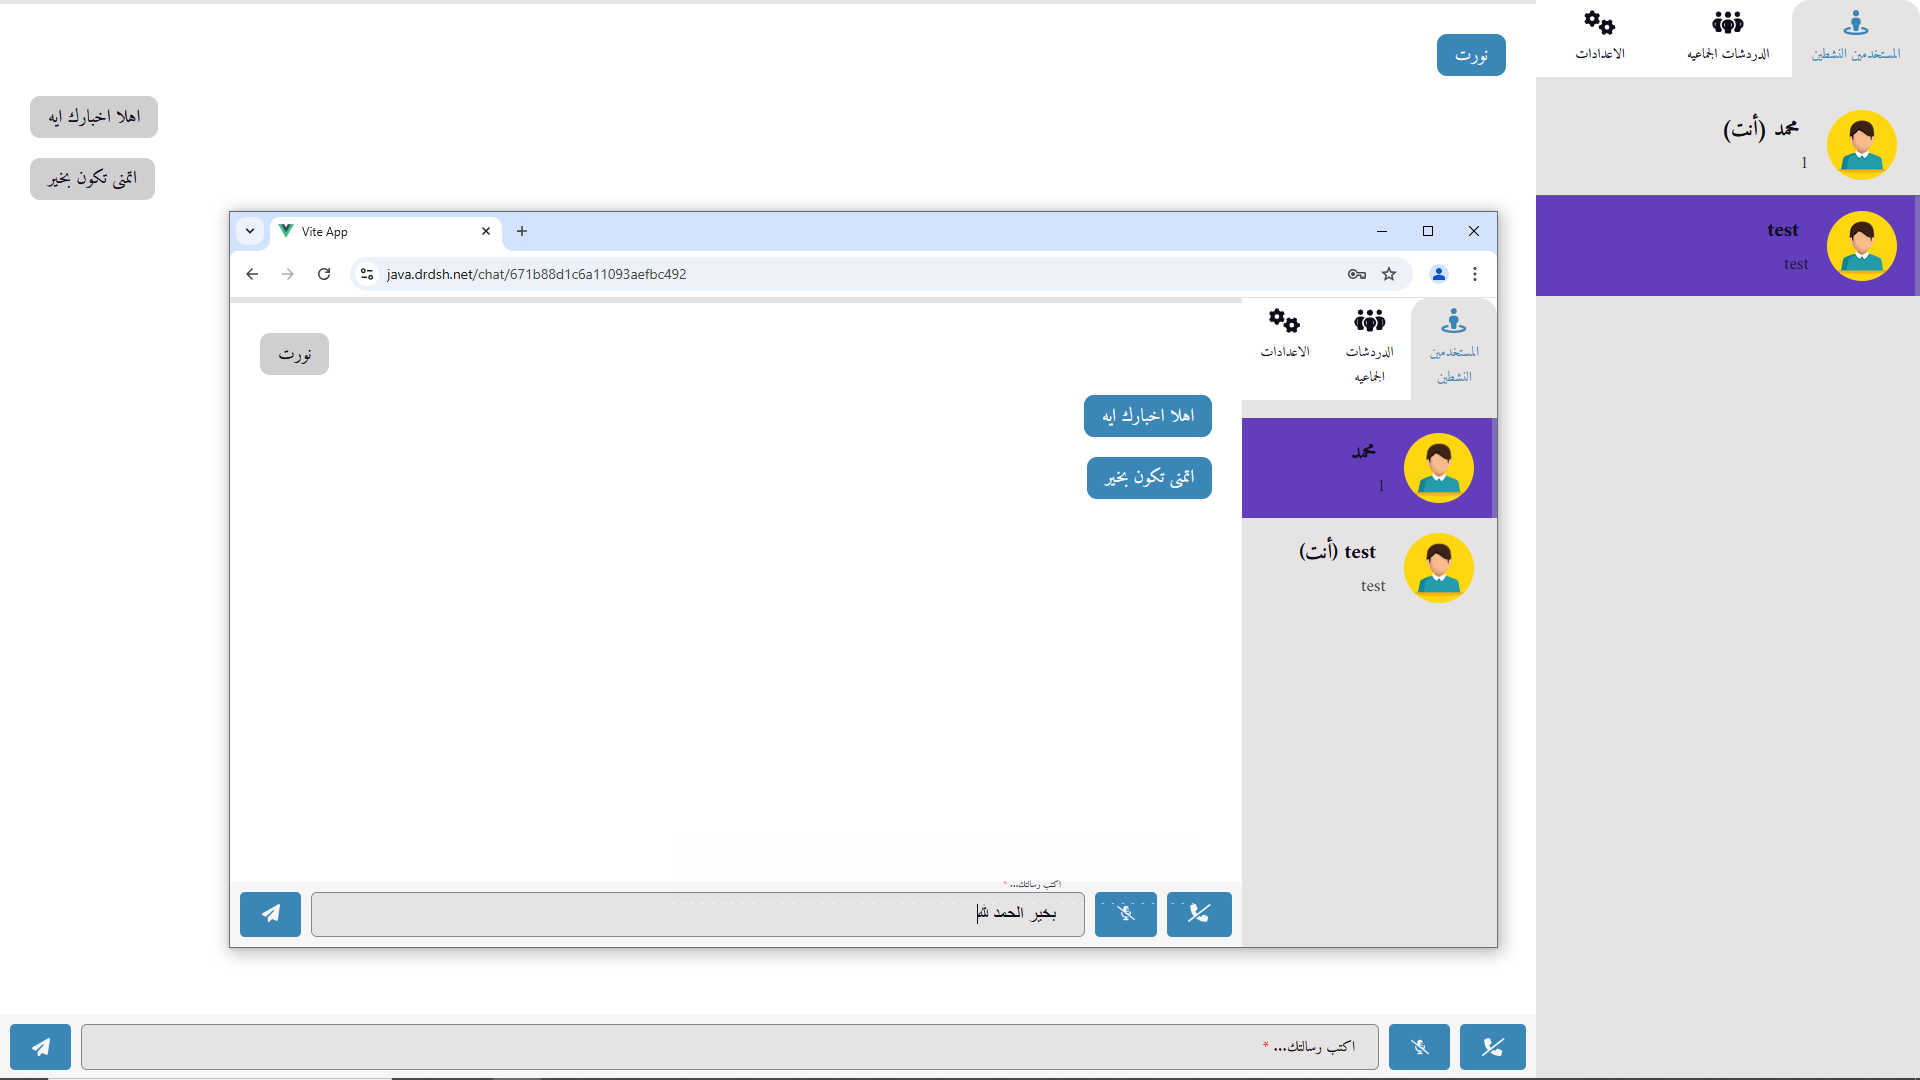 المستخدمين النشطين
الدردشات الجماعيه
الاعدادات
نورت
اهلا اخبارك ايه
اتمنى تكون بخير
محمد (أنت)
1
test
test
Vite App
java.drdsh.net/chat/671b88d1c6a11093aefbc492
المستخدمين
النشطين
الدردشات
الجماعيه
الاعدادات
نورت
اهلا اخبارك ايه
اتمنى تكون بخير
محمد
1
test (أنت)
test
اكتب رسالتك... *
بخير الحمد لله
اكتب رسالتك... *